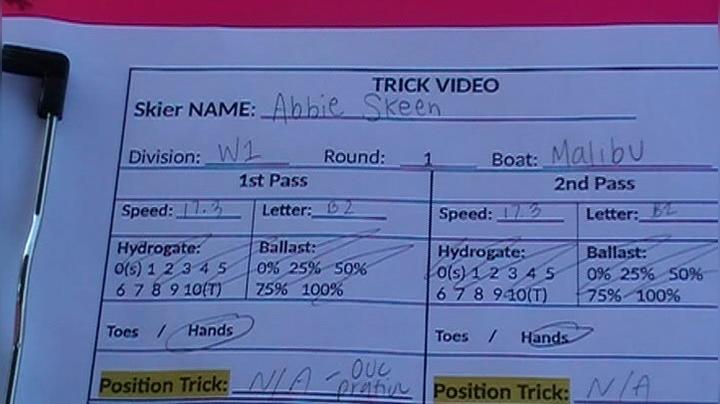 TRICK VIDEO
Skier NAME: Abbie Skeen
Division: W1 Round: 1 Boat: Malibu
1st Pass 2nd Pass
Speed: 17.3 Letter: B2 Speed: 17.3 Letter: B2
Hydrogate: Ballast: Hydrogate: Ballast:
0(s) 1 2 3 4 5 0% 25% 50% 0(s) 1 2 3 4 5 0% 25% 50%
6 7 8 9 10(T) 75% 100% 6 7 8 9 10(T) 75% 100%
Toes / Hands Toes / Hands
Position Trick: N/A - Position Trick: N/A